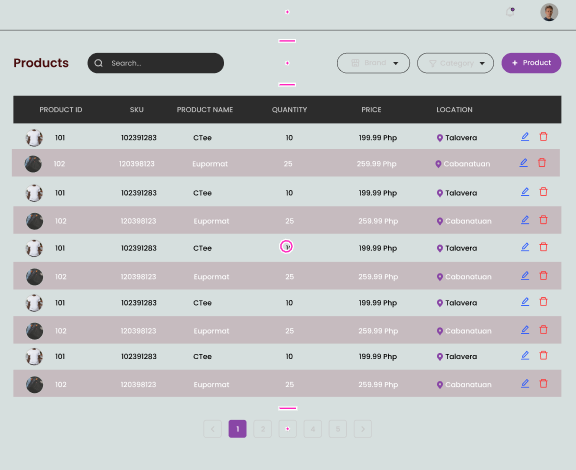 Products Search... Brand Category + Product
PRODUCT ID SKU PRODUCT NAME QUANTITY PRICE LOCATION
101 102391283 CTee 10 199.99 Php Talavera
102 120398123 Eupormat 25 259.99 Php Cabanatuan
101 102391283 CTee 10 199.99 Php Talavera
102 120398123 Eupormat 25 259.99 Php Cabanatuan
101 102391283 CTee 199.99 Php Talavera
102 120398123 Eupormat 25 259.99 Php Cabanatuan
101 102391283 CTee 10 199.99 Php Talavera
102 120398123 Eupormat 25 259.99 Php Cabanatuan
101 102391283 CTee 10 199.99 Php Talavera
102 120398123 Eupormat 25 259.99 Php Cabanatuan
< 1 2 4 >